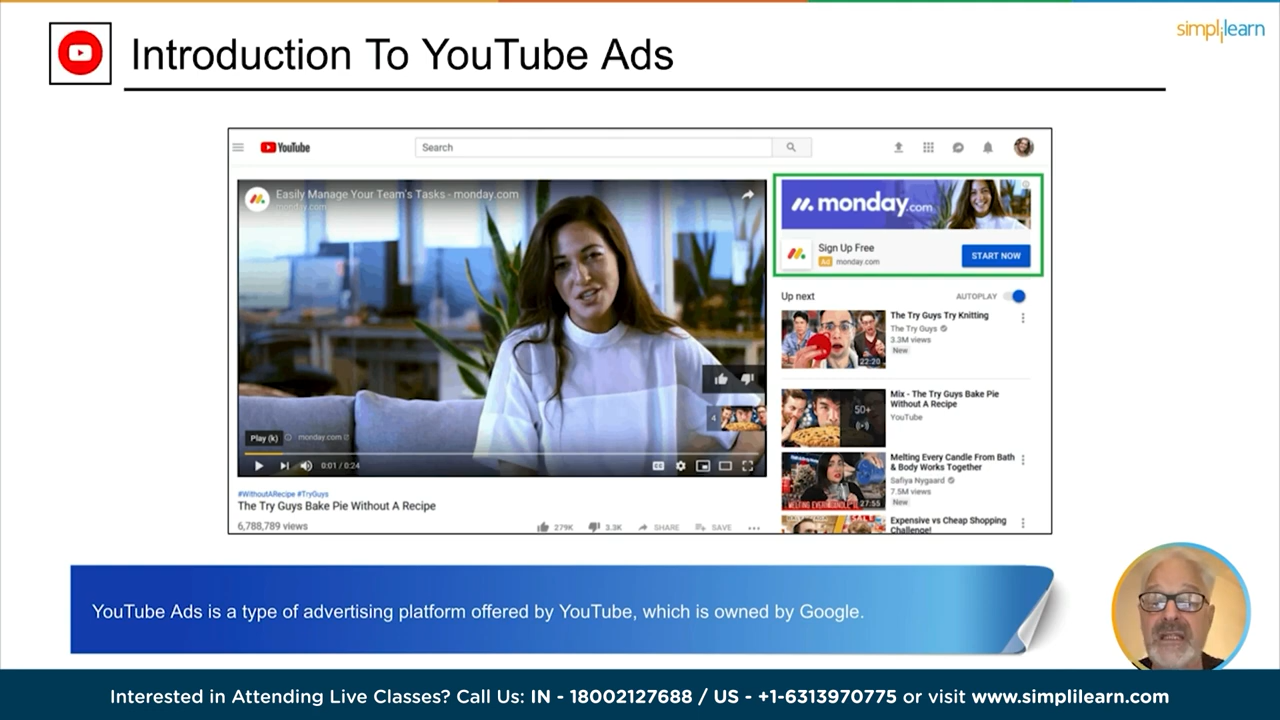 Introduction To YouTube Ads
simplilearn
YouTube
Search
Easily Manage Your Team's Tasks - monday.com
monday.com
Play (k)
monday.com
0:01 / 0:24
4
CC
#WithoutARecipe #TryGuys
The Try Guys Bake Pie Without A Recipe
6,788,789 views
279K
3.3K
SHARE
SAVE
monday.com
Sign Up Free
Ad monday.com
START NOW
Up next
AUTOPLAY
The Try Guys Try Knitting
The Try Guys
3.3M views
New
22:20
Mix - The Try Guys Bake Pie
Without A Recipe
YouTube
50+
Melting Every Candle From Bath
& Body Works Together
Safiya Nygaard
7.5M views
New
27:55
Expensive vs Cheap Shopping
Challenge!
YouTube Ads is a type of advertising platform offered by YouTube, which is owned by Google.
Interested in Attending Live Classes? Call Us: IN - 18002127688 / US - +1-6313970775 or visit www.simplilearn.com